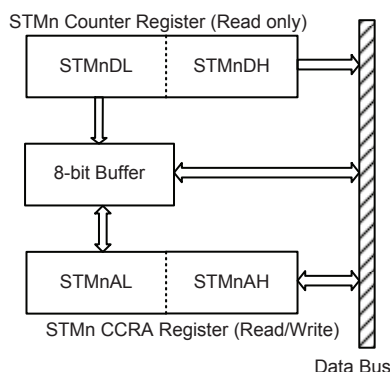 STMn Counter Register (Read only)
STMnDL STMnDH
8-bit Buffer
STMnAL STMnAH
STMn CCRA Register (Read/Write)
Data Bus